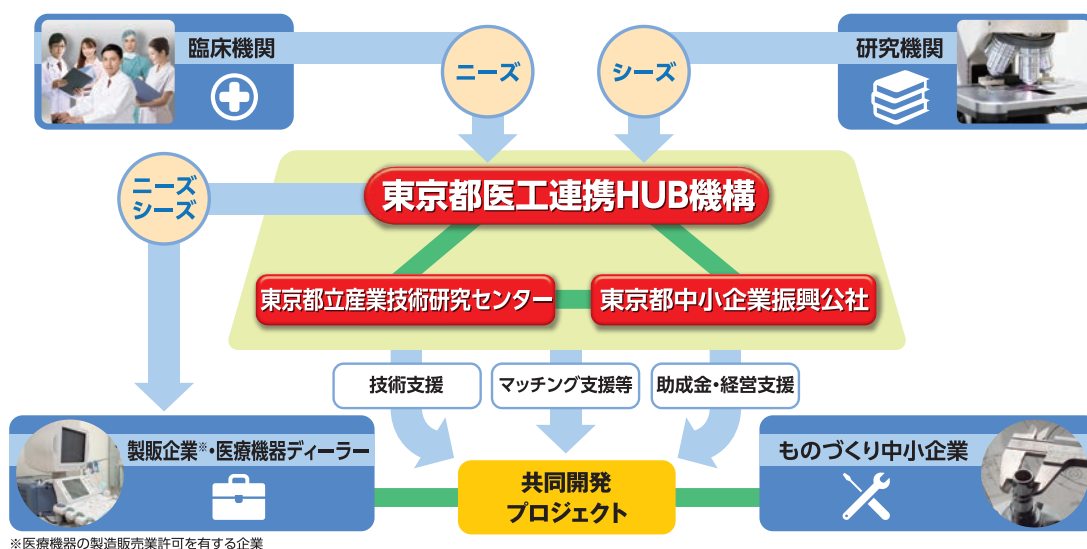 臨床機関
ニーズ
シーズ
研究機関
ニーズ
シーズ
東京都医工連携HUB機構
東京都立産業技術研究センター
東京都中小企業振興公社
技術支援
マッチング支援等
助成金・経営支援
製販企業※・医療機器ディーラー
ものづくり中小企業
共同開発
プロジェクト
※医療機器の製造販売業許可を有する企業